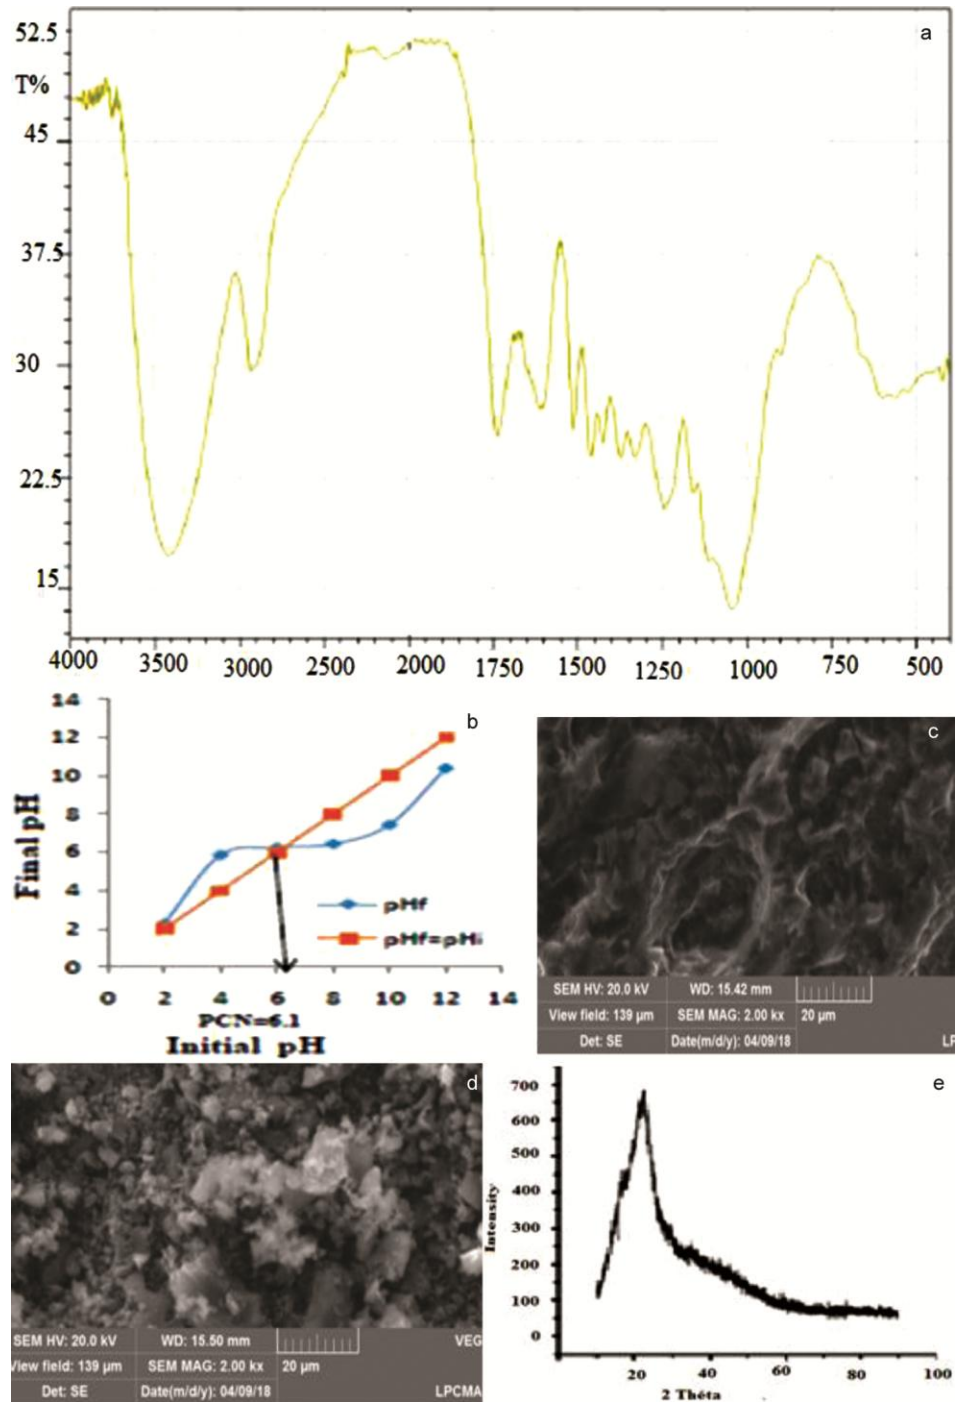 52.5
a
T%
45
37.5
30
22.5
15
4000 3500 3000 2500 2000 1750 1500 1250 1000 750 500
b
14
12
10
8
6
4
2
0
Final pH
pHf
pHf=pHi
0 2 4 6 8 10 12 14
PCN=6.1
Initial pH
c
SEM HV: 20.0 kV WD: 15.42 mm
View field: 139 µm SEM MAG: 2.00 kx 20 µm
Det: SE Date(m/d/y): 04/09/18 LP
d
SEM HV: 20.0 kV WD: 15.50 mm VEG
View field: 139 µm SEM MAG: 2.00 kx 20 µm
Det: SE Date(m/d/y): 04/09/18 LPCMA
e
700
600
500
400
300
200
100
0
Intensity
20 40 60 80 100
2 Théta